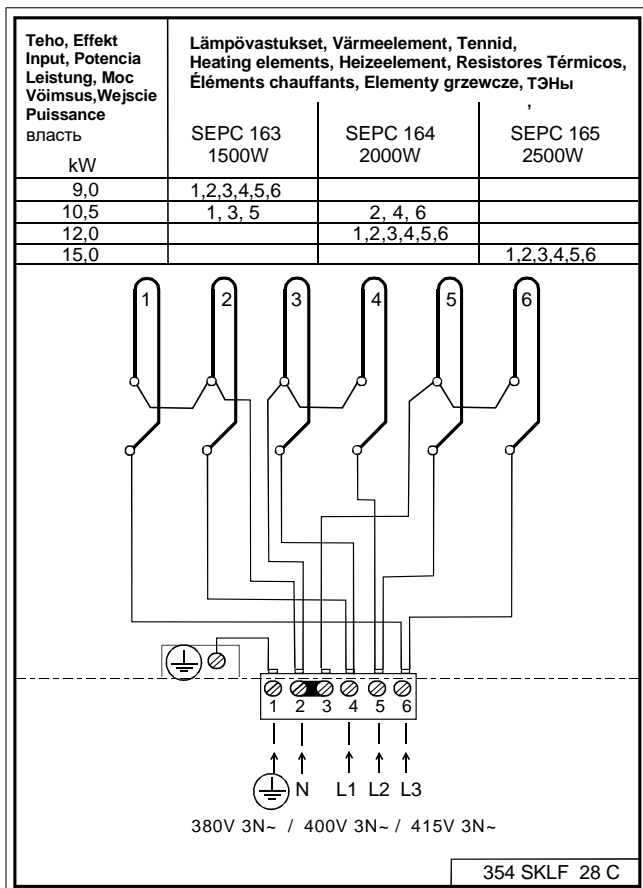 Teho, Effekt
Input, Potencia
Leistung, Moc
Vöimsus,Wejscie
Puissance
власть
kW
Lämpövastukset, Värmeelement, Tennid,
Heating elements, Heizeelement, Resistores Térmicos,
Éléments chauffants, Elementy grzewcze, ТЭНы
,
SEPC 163
1500W
SEPC 164
2000W
SEPC 165
2500W
9,0 1,2,3,4,5,6
10,5 1, 3, 5 2, 4, 6
12,0 1,2,3,4,5,6
15,0 1,2,3,4,5,6
1 2 3 4 5 6
1 2 3 4 5 6
N L1 L2 L3
380V 3N~ / 400V 3N~ / 415V 3N~
354 SKLF 28 C